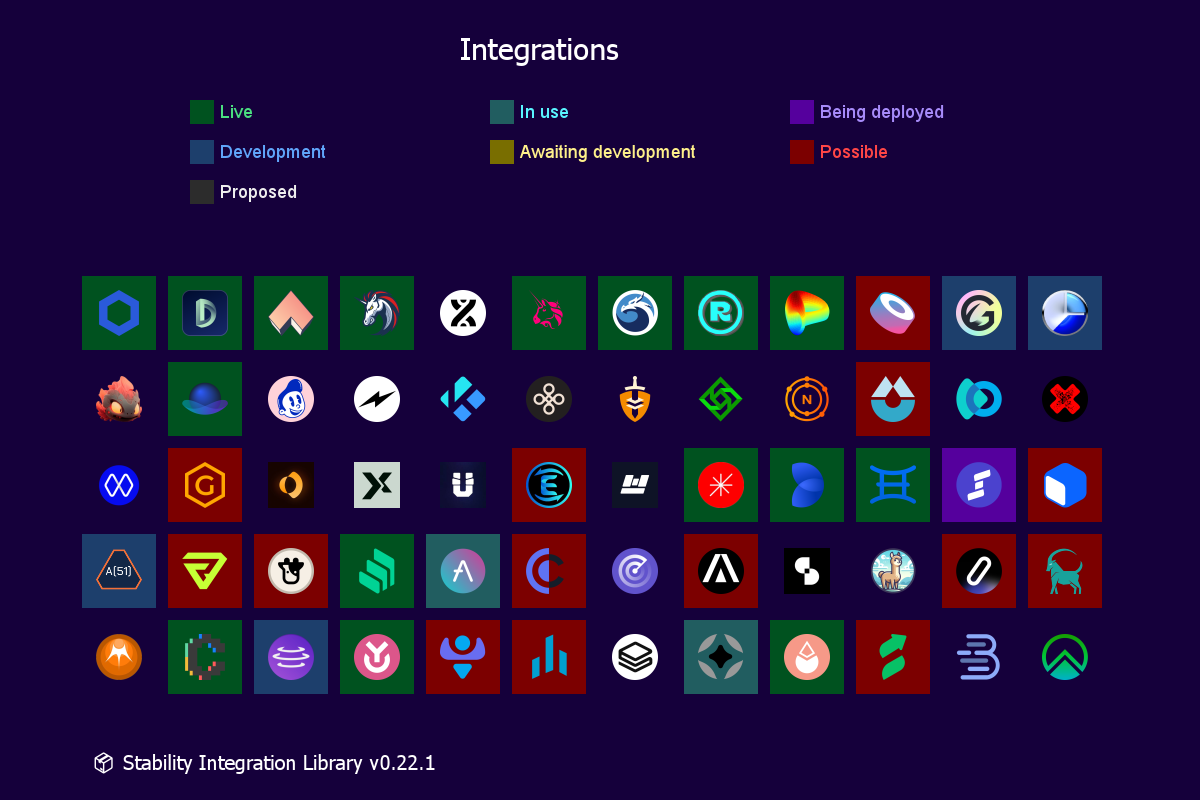 Integrations
Live
In use
Being deployed
Development
Awaiting development
Possible
Proposed
R
N
G
E
A[51]
Stability Integration Library v0.22.1